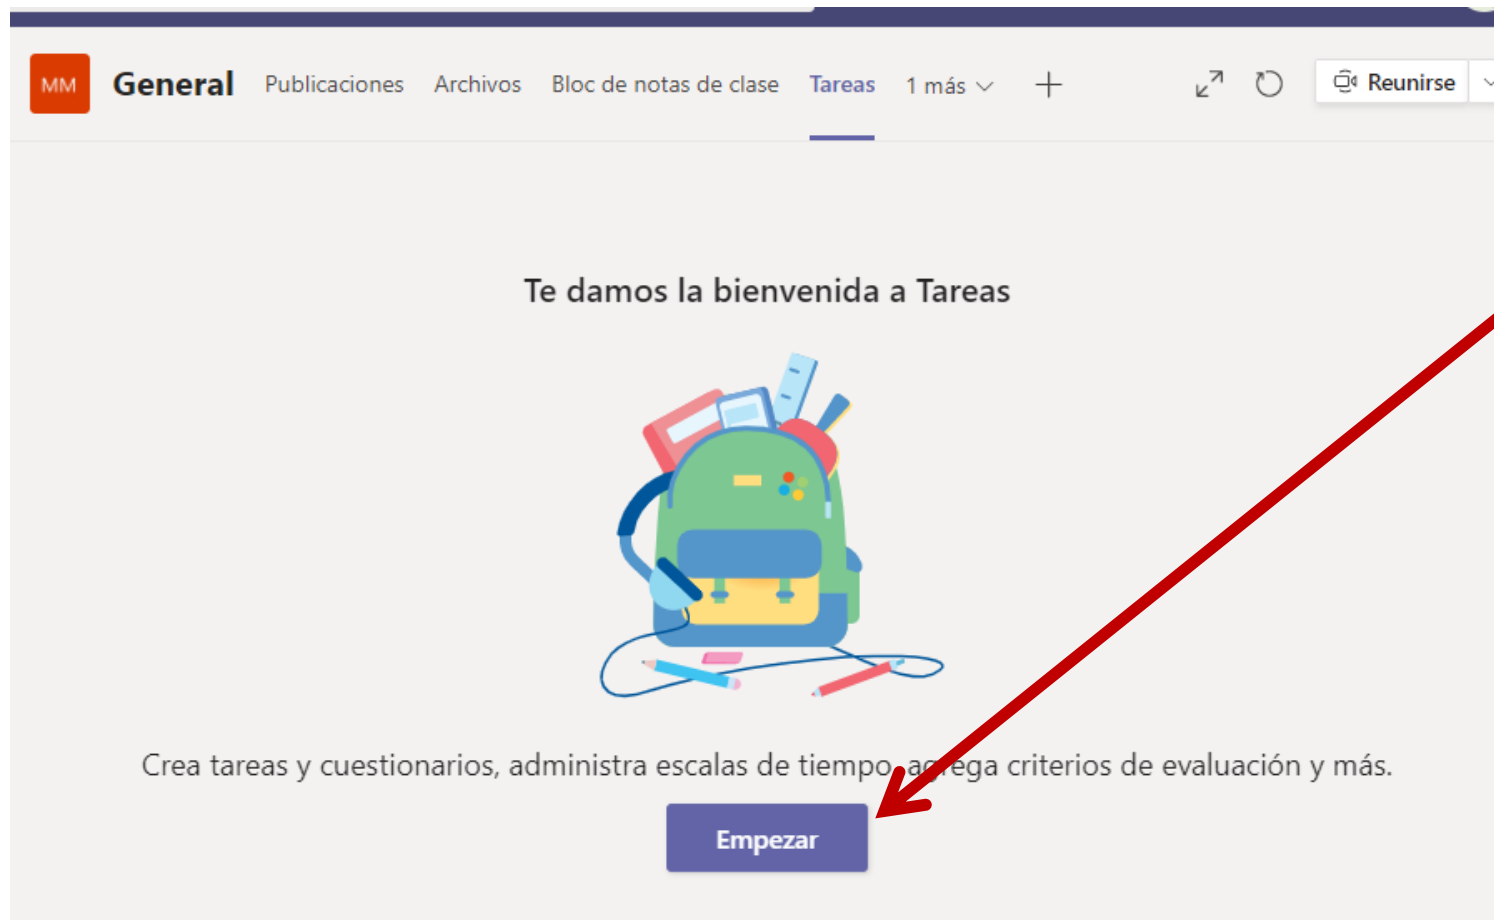 MM General Publicaciones Archivos Bloc de notas de clase Tareas 1 más Reunirse
Te damos la bienvenida a Tareas
Crea tareas y cuestionarios, administra escalas de tiempo, agrega criterios de evaluación y más.
Empezar